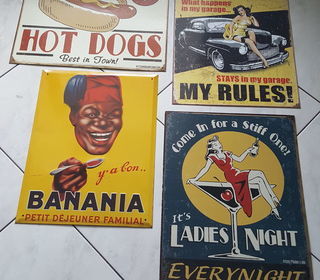 HOT DOGS
Best in Town!
What happens
in my garage...
STAYS in my garage.
MY RULES!
y'a bon..
BANANIA
PETIT DÉJEUNER FAMILIAL
Come In for a Stiff One!
It's
LADIES NIGHT
EVERYNIGHT